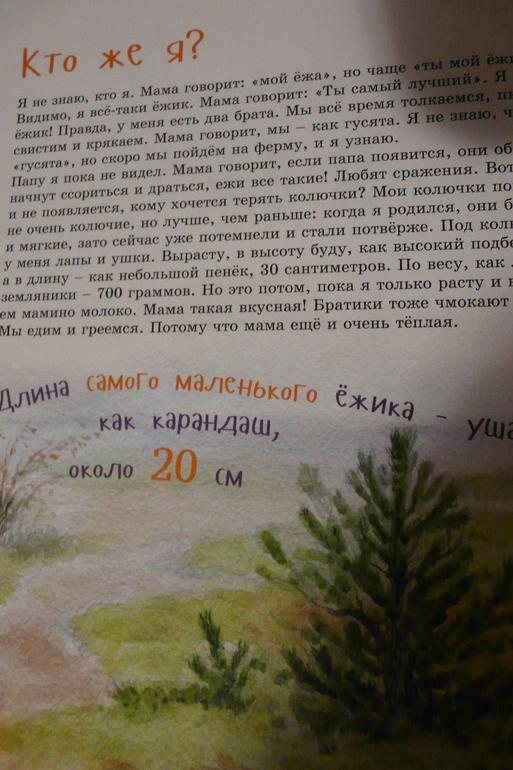 Кто же я?
Я не знаю, кто я. Мама говорит: «мой ёжа», но чаще «ты мой
Видимо, я всё-таки ёжик. Мама говорит: «Ты самый лучший». Я
ёжик! Правда, у меня есть два брата. Мы всё время толкаемся,
свистим и крякаем. Мама говорит, мы – как гусята. Я не знаю,
«гусята», но скоро мы пойдём на ферму, и я узнаю.
Папу я пока не видел. Мама говорит, если папа появится, они
начнут ссориться и драться, ежи все такие! Любят сражения. Вот
и не появляется, кому хочется терять колючки? Мои колючки
не очень колючие, но лучше, чем раньше: когда я родился, они
и мягкие, зато сейчас уже потемнели и стали потвёрже. Под
у меня лапы и ушки. Вырасту, в высоту буду, как высокий
а в длину – как небольшой пенёк, 30 сантиметров. По весу, как
земляники – 700 граммов. Но это потом, пока я только расту и
ем мамино молоко. Мама такая вкусная! Братики тоже чмокают
Мы едим и греемся. Потому что мама ещё и очень тёплая.
Длина самого маленького ёжика –
как карандаш,
около 20 см